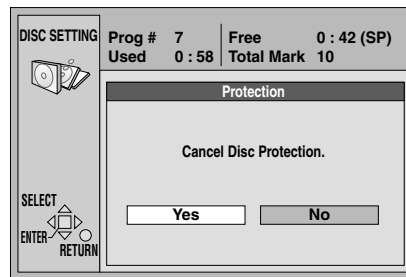 DISC SETTING
Prog # 7 Free 0 : 42 (SP)
Used 0 : 58 Total Mark 10
Protection
Cancel Disc Protection.
Yes No
SELECT
ENTER
RETURN